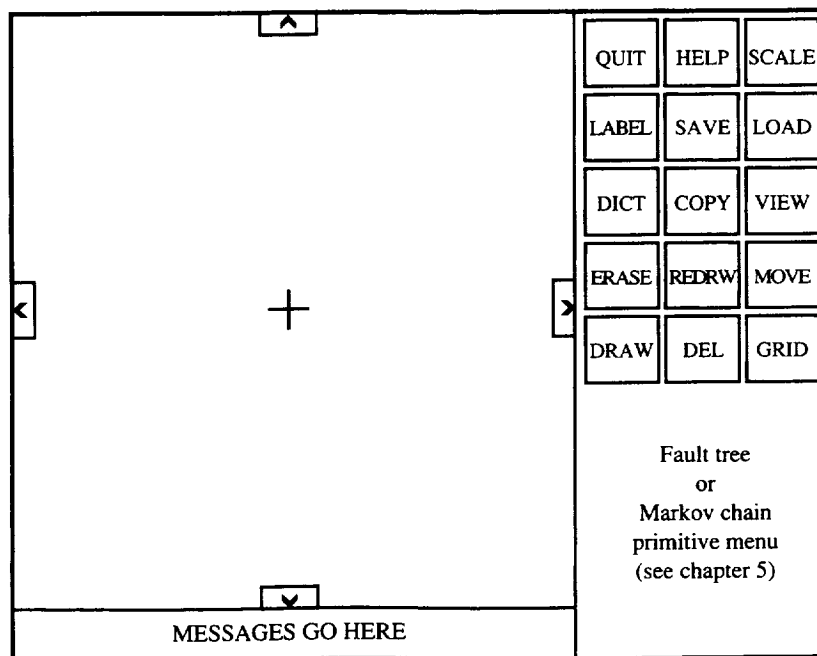 QUIT HELP SCALE
LABEL SAVE LOAD
DICT COPY VIEW
ERASE REDRW MOVE
DRAW DEL GRID
Fault tree
or
Markov chain
primitive menu
(see chapter 5)
MESSAGES GO HERE